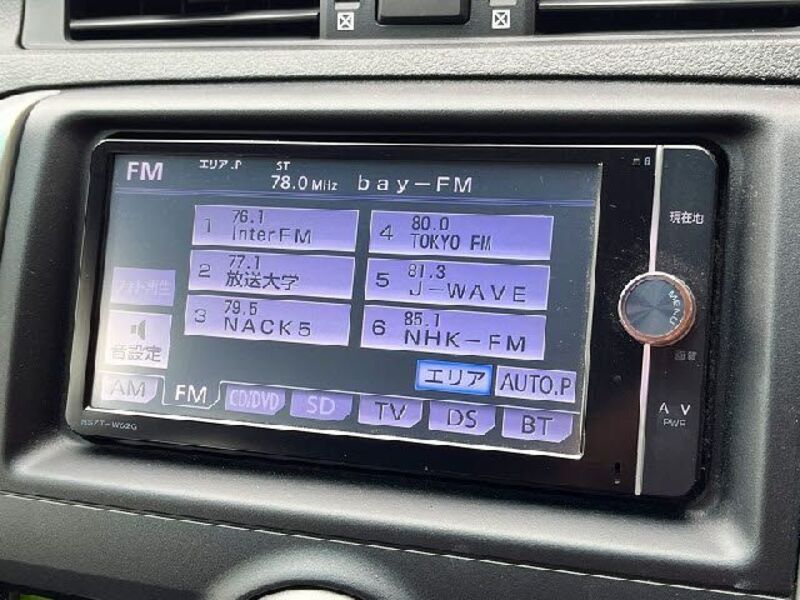 FM エリア.P ST
78.0 MHz bay-FM
1 76.1 InterFM
2 77.1 放送大学
3 79.5 NACK5
4 80.0 TOKYO FM
5 81.3 J-WAVE
6 85.1 NHK-FM
音設定
エリア AUTO.P
AM FM CD/DVD SD TV DS BT
現在地
MENU
AV
PWR